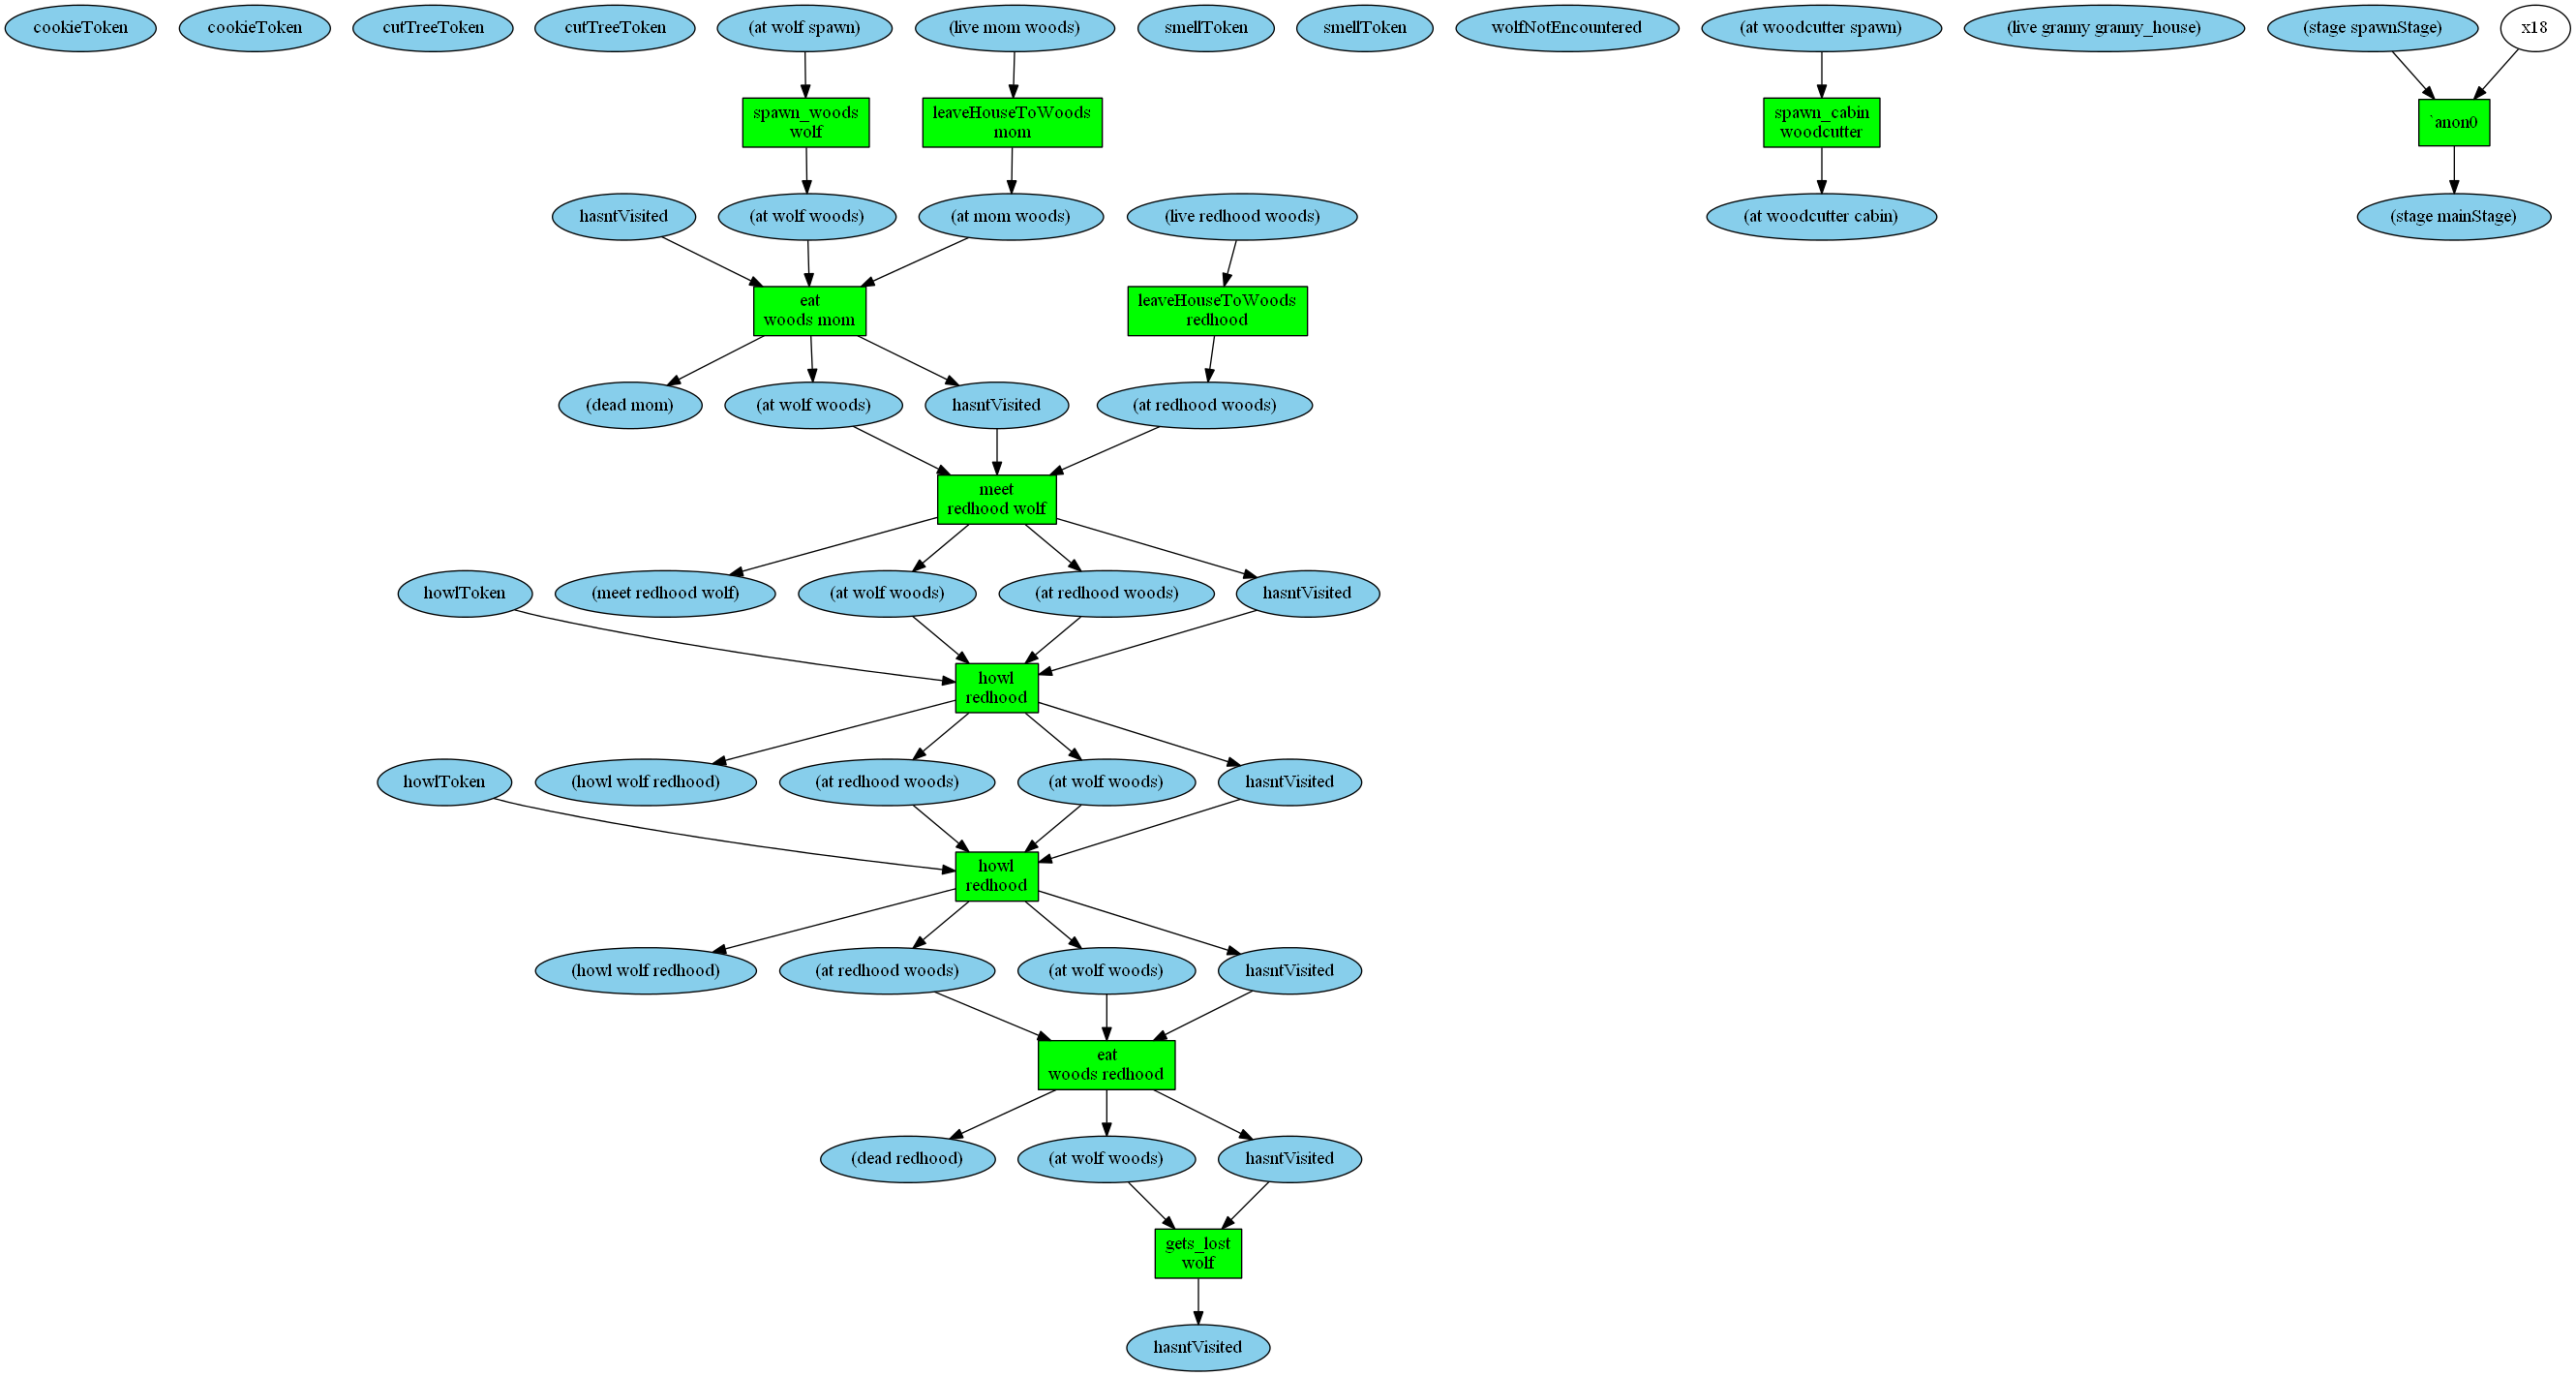 cookieToken
cookieToken
cutTreeToken
cutTreeToken
(at wolf spawn)
(live mom woods)
smellToken
smellToken
wolfNotEncountered
(at woodcutter spawn)
(live granny granny_house)
(stage spawnStage)
x18
spawn_woods
wolf
leaveHouseToWoods
mom
spawn_cabin
woodcutter
`anon0
hasntVisited
(at wolf woods)
(at mom woods)
(live redhood woods)
(at woodcutter cabin)
(stage mainStage)
eat
woods mom
leaveHouseToWoods
redhood
(dead mom)
(at wolf woods)
hasntVisited
(at redhood woods)
meet
redhood wolf
howlToken
(meet redhood wolf)
(at wolf woods)
(at redhood woods)
hasntVisited
howl
redhood
howlToken
(howl wolf redhood)
(at redhood woods)
(at wolf woods)
hasntVisited
howl
redhood
(howl wolf redhood)
(at redhood woods)
(at wolf woods)
hasntVisited
eat
woods redhood
(dead redhood)
(at wolf woods)
hasntVisited
gets_lost
wolf
hasntVisited